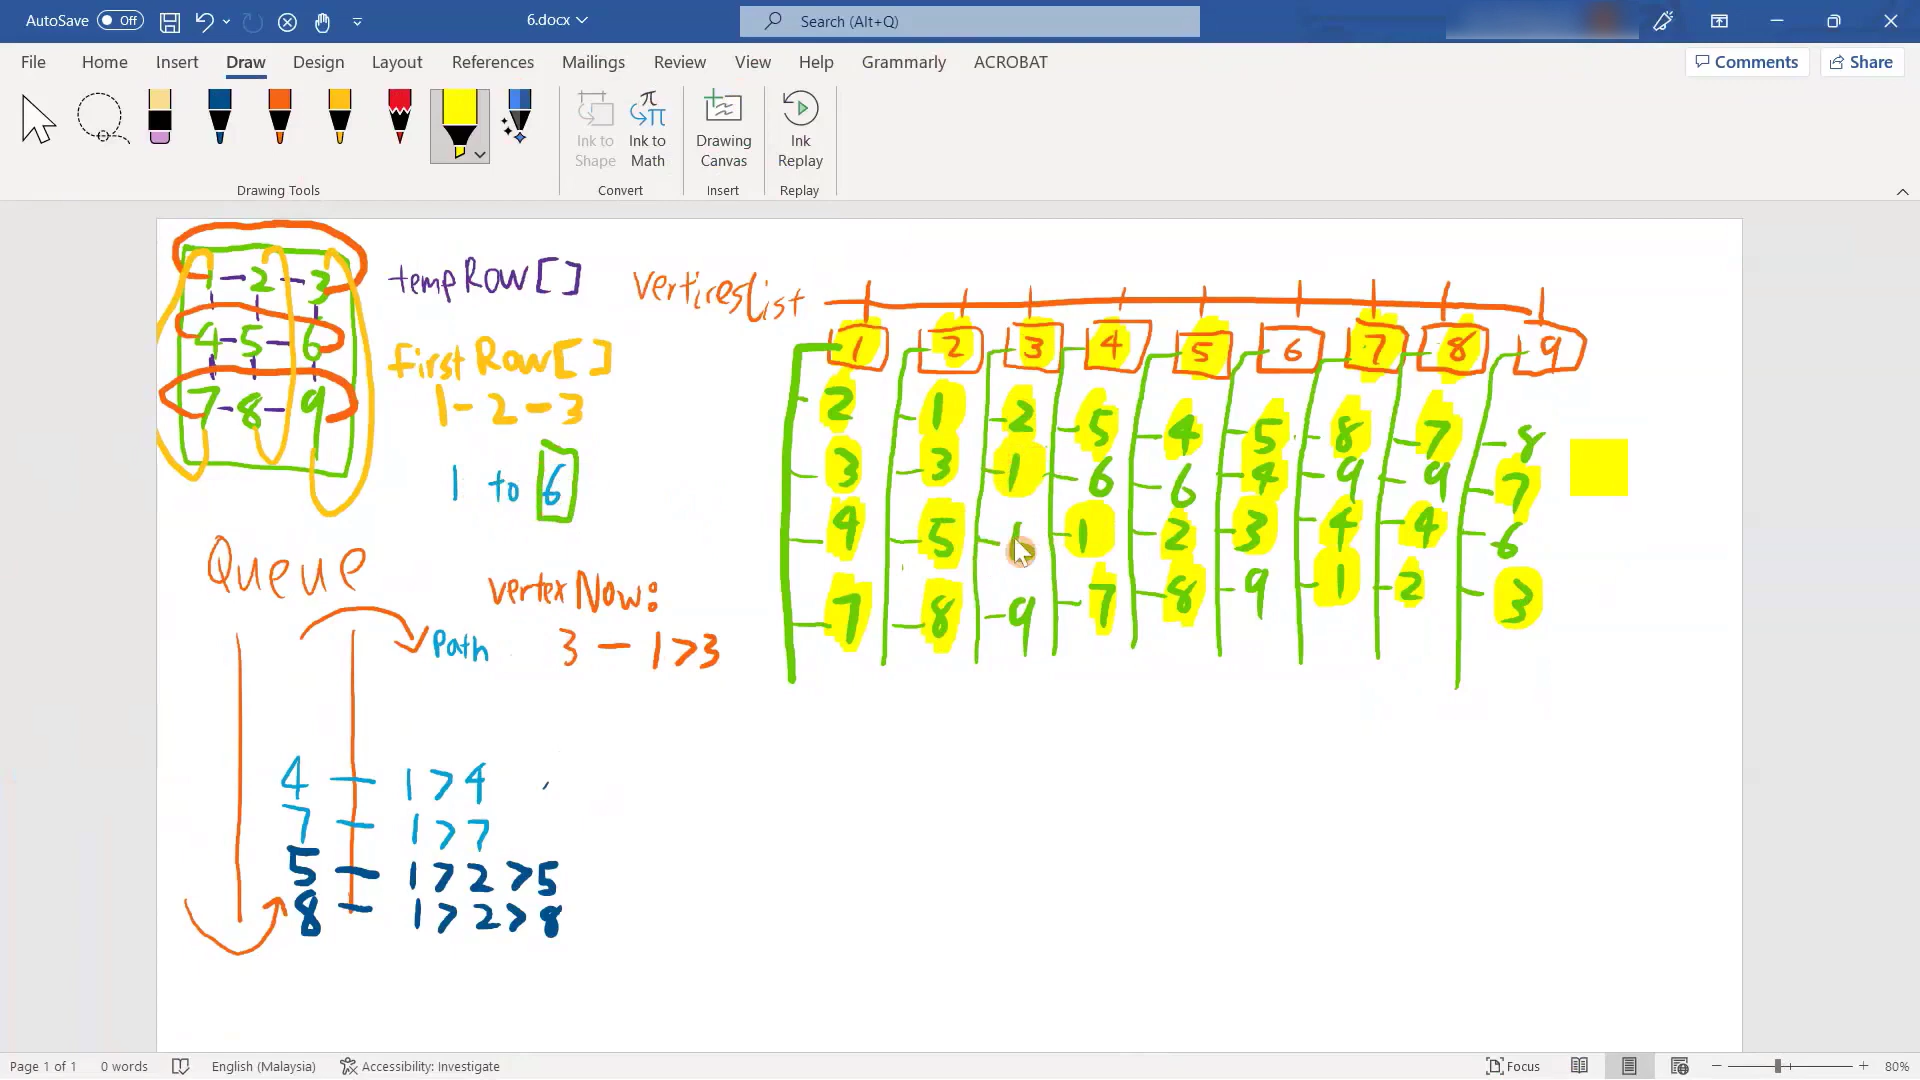 AutoSave Off 6.docx Search (Alt+Q)
File Home Insert Draw Design Layout References Mailings Review View Help Grammarly ACROBAT Comments Share
Ink to Shape
Ink to Math
Drawing Canvas
Ink Replay
Drawing Tools Convert Insert Replay
1-2-3
4-5-6
7-8-9
tempRow[]
firstRow[]
1-2-3
1 to 6
Queue
Path
vertexNow:
3 - 1>3
4 - 1>4
7 - 1>7
5 - 1>2>5
8 - 1>2>8
VerticesList
1 2 3 4 5 6 7 8 9
2 1 2 5 4 5 8 7 8
3 3 1 6 6 4 9 9 7
4 5 1 2 3 4 4 6
7 8 9 7 8 9 1 2 3
Page 1 of 1 0 words English (Malaysia) Accessibility: Investigate Focus 80%